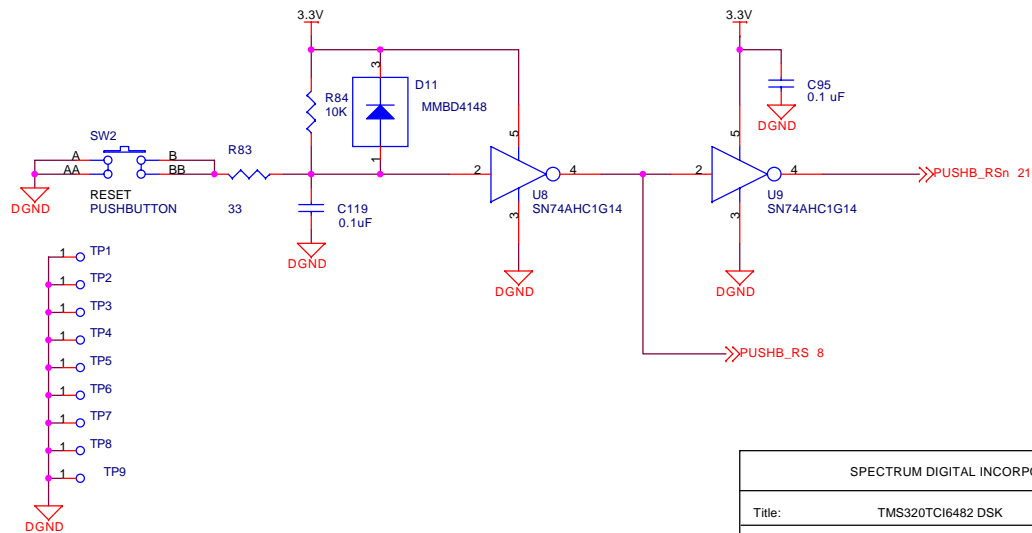 3.3V
3.3V
3
D11
MMBD4148
R84
10K
C95
0.1 uF
DGND
SW2
5
5
A
B
R83
AA
BB
1
2
4
2
4
PUSHB_RSn 21
RESET
PUSHBUTTON
33
U8
SN74AHC1G14
U9
SN74AHC1G14
DGND
C119
0.1uF
3
3
DGND
DGND
DGND
1 TP1
1 TP2
1 TP3
1 TP4
1 TP5
1 TP6
1 TP7
1 TP8
1 TP9
DGND
PUSHB_RS 8
SPECTRUM DIGITAL INCORPO
Title: TMS320TCI6482 DSK